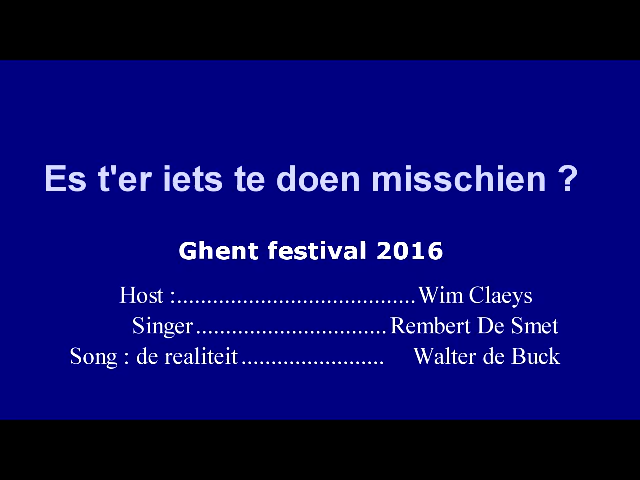 Es t'er iets te doen misschien ?
Ghent festival 2016
Host :........................................Wim Claeys
Singer................................Rembert De Smet
Song : de realiteit........................ Walter de Buck